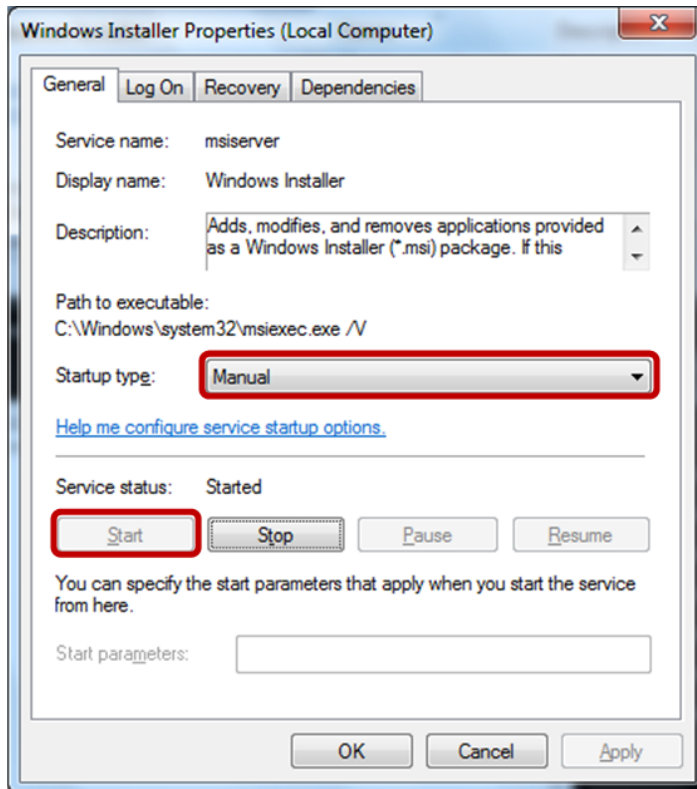 Windows Installer Properties (Local Computer)
General Log On Recovery Dependencies
Service name: msiserver
Display name: Windows Installer
Description: Adds, modifies, and removes applications provided
as a Windows Installer (*.msi) package. If this
Path to executable:
C:\Windows\system32\msiexec.exe /V
Startup type: Manual
Help me configure service startup options.
Service status: Started
Start Stop Pause Resume
You can specify the start parameters that apply when you start the service
from here.
Start parameters:
OK Cancel Apply